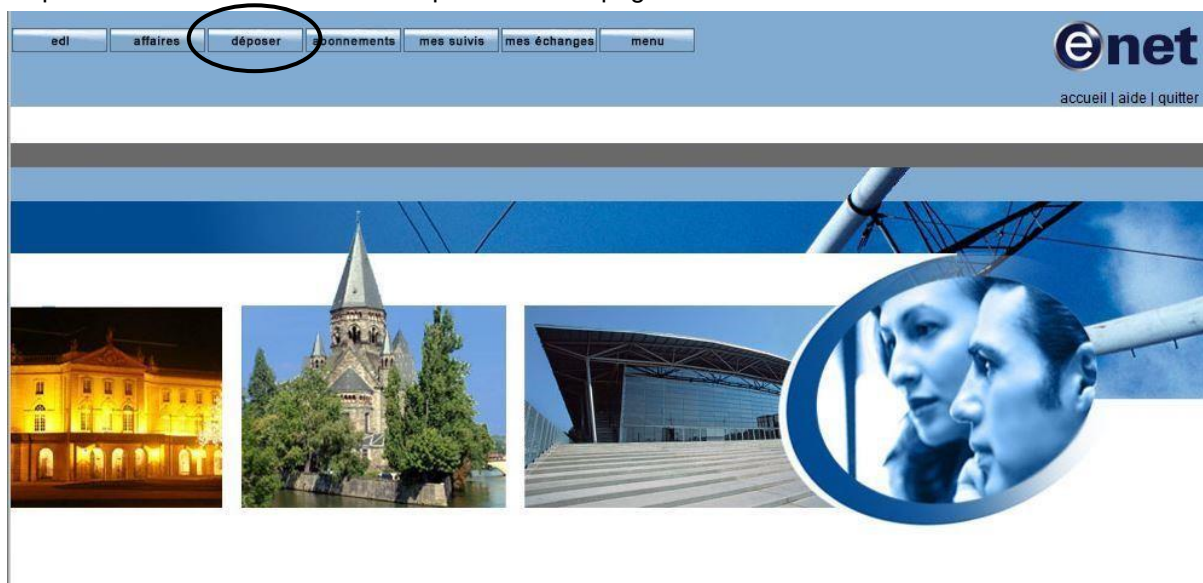 edl affaires déposer abonnements mes suivis mes échanges menu
enet
accueil | aide | quitter